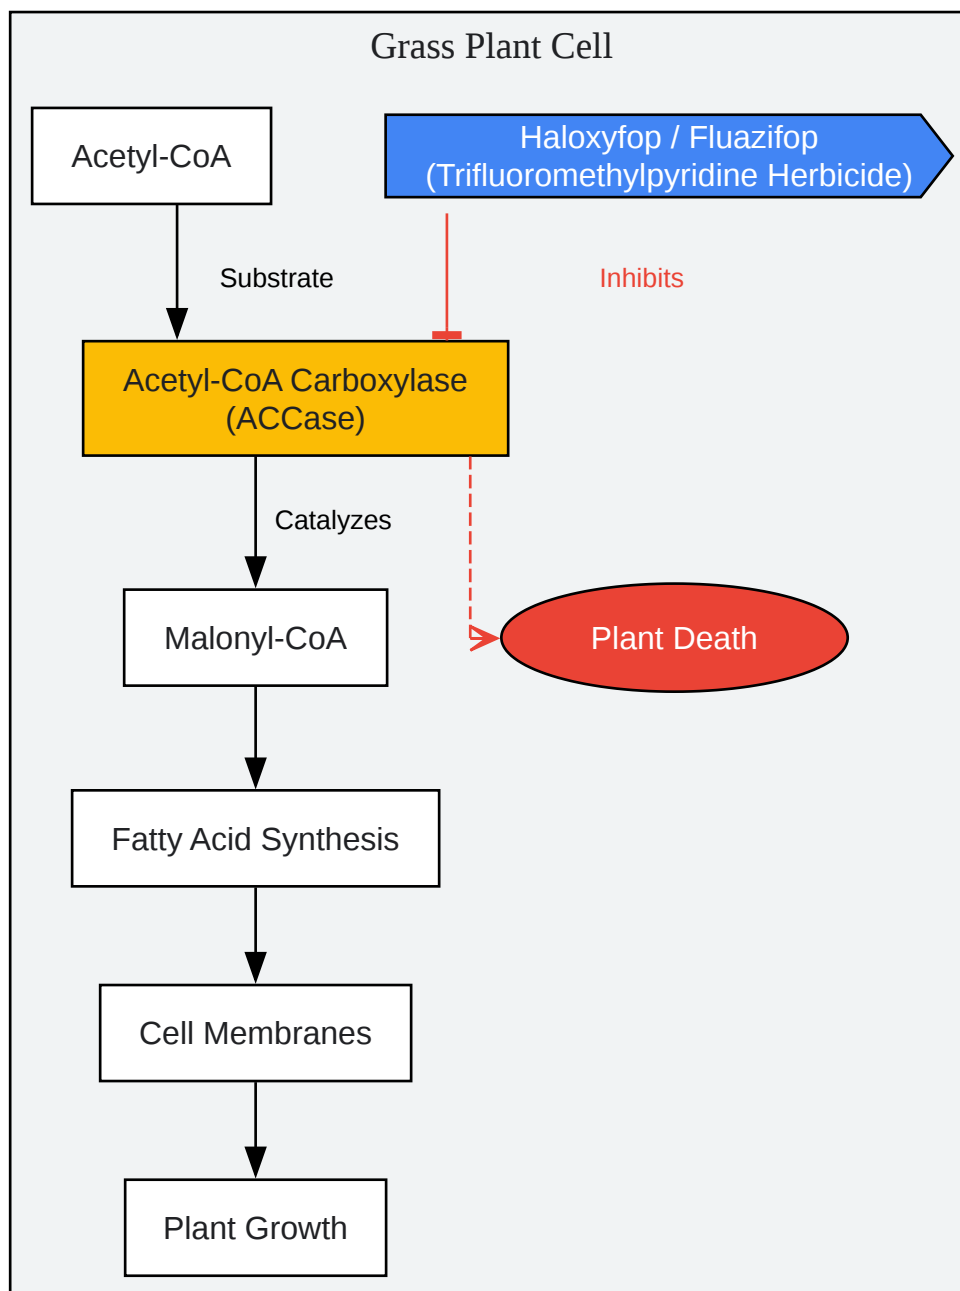 Grass Plant Cell
Acetyl-CoA
Haloxyfop / Fluazifop
(Trifluoromethylpyridine Herbicide)
Substrate
Inhibits
Acetyl-CoA Carboxylase
(ACCase)
Catalyzes
Malonyl-CoA
Plant Death
Fatty Acid Synthesis
Cell Membranes
Plant Growth